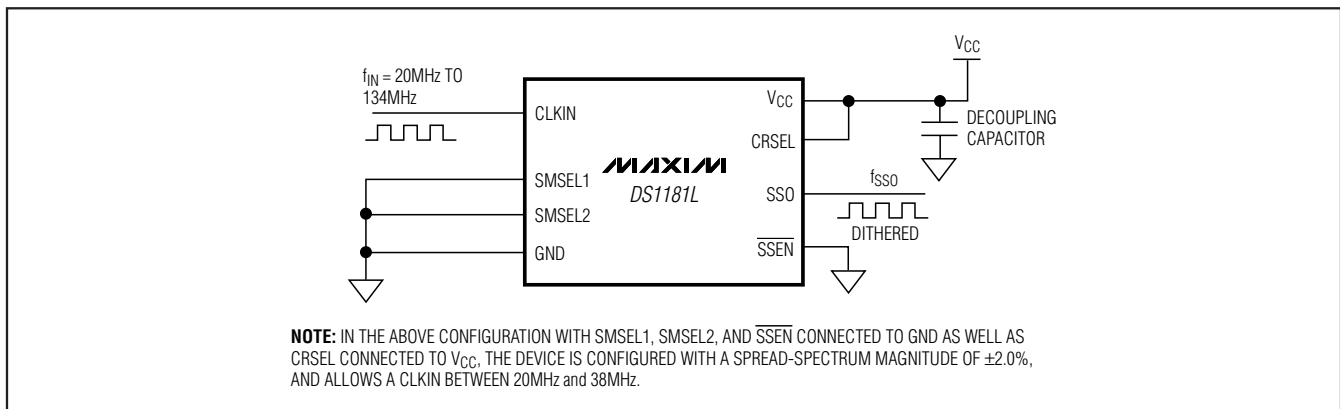 VCC
fIN = 20MHz TO
134MHz
CLKIN
SMSEL1
SMSEL2
GND
MAXIM
DS1181L
VCC
CRSEL
SSO
SSEN
DECOUPLING
CAPACITOR
fSSO
DITHERED
NOTE: IN THE ABOVE CONFIGURATION WITH SMSEL1, SMSEL2, AND SSEN CONNECTED TO GND AS WELL AS
CRSEL CONNECTED TO VCC, THE DEVICE IS CONFIGURED WITH A SPREAD-SPECTRUM MAGNITUDE OF ±2.0%,
AND ALLOWS A CLKIN BETWEEN 20MHz and 38MHz.